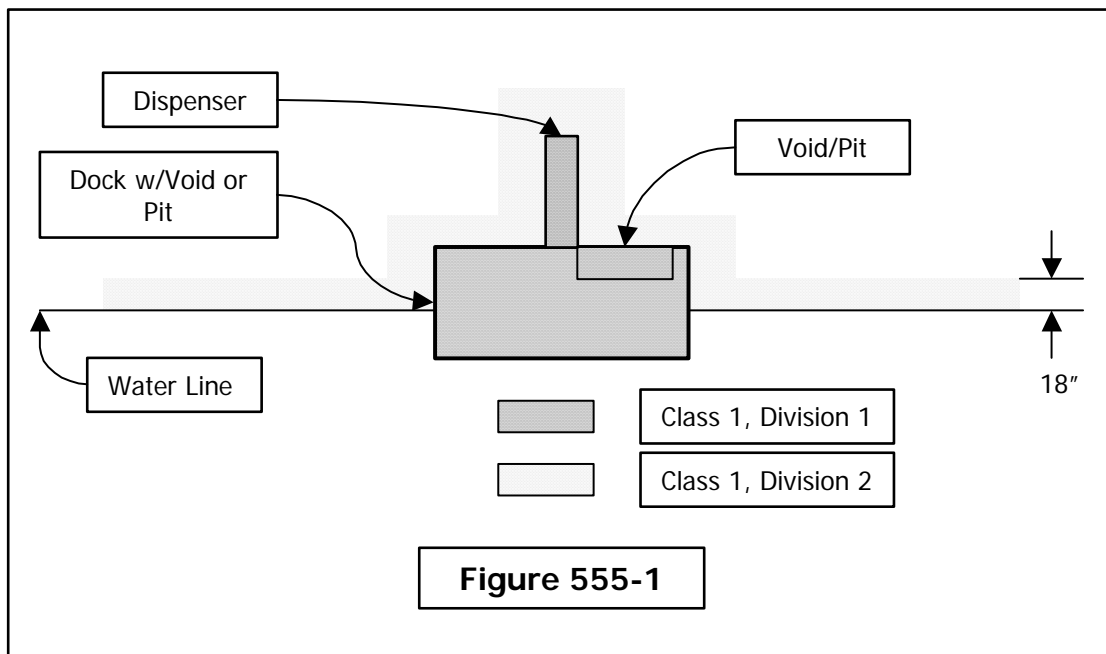 Dispenser
Void/Pit
Dock w/Void or
Pit
Water Line
18”
Class 1, Division 1
Class 1, Division 2
Figure 555-1